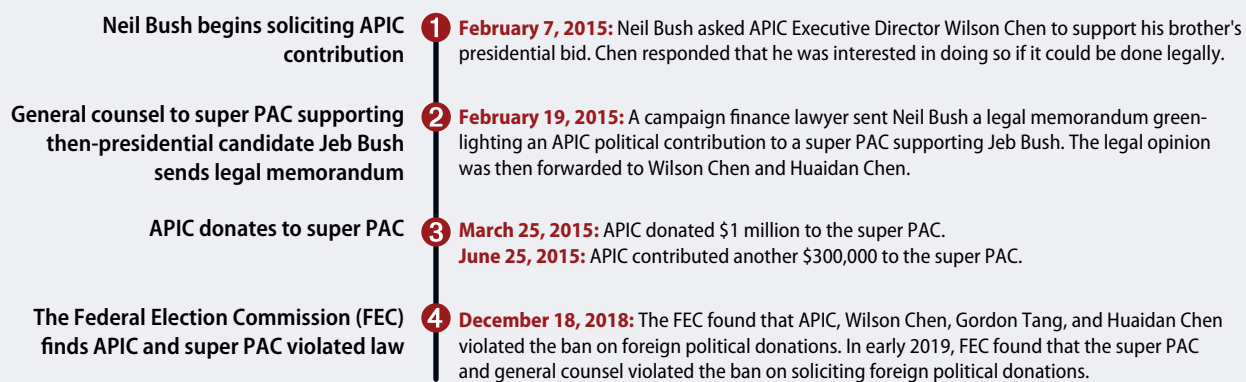 Neil Bush begins soliciting APIC
contribution
1
February 7, 2015: Neil Bush asked APIC Executive Director Wilson Chen to support his brother's
presidential bid. Chen responded that he was interested in doing so if it could be done legally.
General counsel to super PAC supporting
then-presidential candidate Jeb Bush
sends legal memorandum
2
February 19, 2015: A campaign finance lawyer sent Neil Bush a legal memorandum green-
lighting an APIC political contribution to a super PAC supporting Jeb Bush. The legal opinion
was then forwarded to Wilson Chen and Huaidan Chen.
APIC donates to super PAC
3
March 25, 2015: APIC donated $1 million to the super PAC.
June 25, 2015: APIC contributed another $300,000 to the super PAC.
The Federal Election Commission (FEC)
finds APIC and super PAC violated law
4
December 18, 2018: The FEC found that APIC, Wilson Chen, Gordon Tang, and Huaidan Chen
violated the ban on foreign political donations. In early 2019, FEC found that the super PAC
and general counsel violated the ban on soliciting foreign political donations.